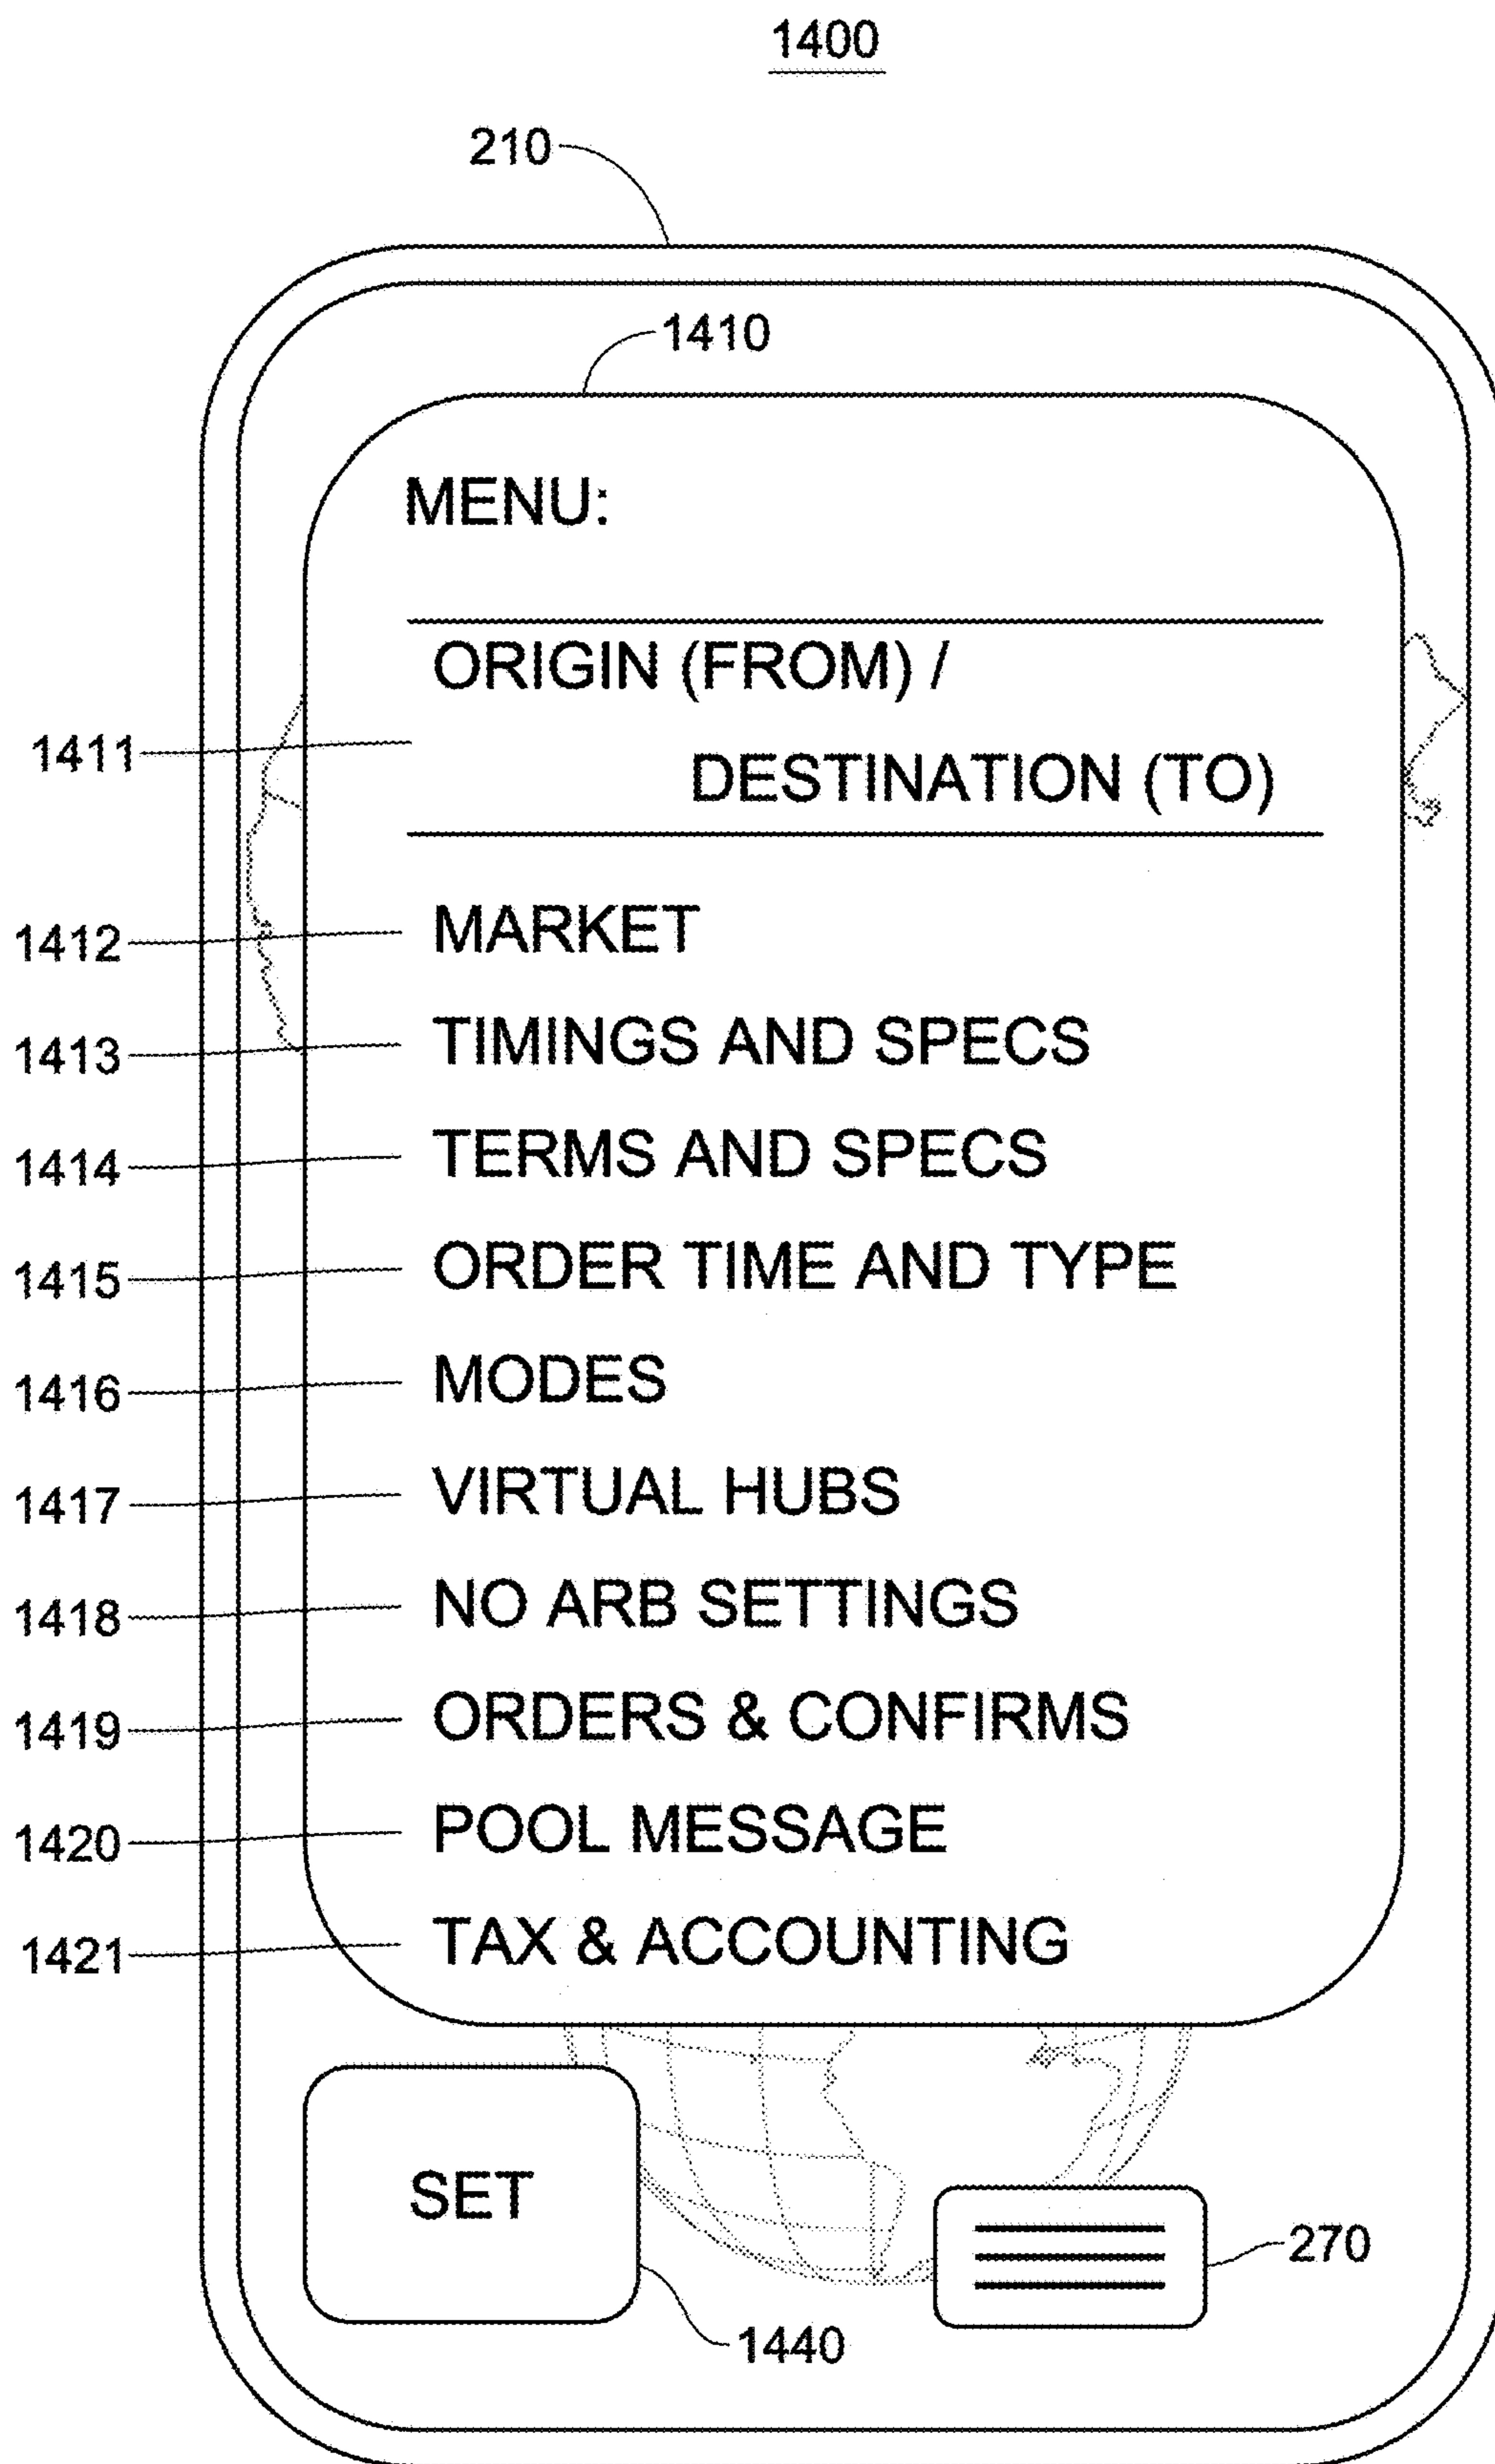 1400
210
1410
MENU:
ORIGIN (FROM) /
1411
DESTINATION (TO)
1412 MARKET
1413 TIMINGS AND SPECS
1414 TERMS AND SPECS
1415 ORDER TIME AND TYPE
1416 MODES
1417 VIRTUAL HUBS
1418 NO ARB SETTINGS
1419 ORDERS & CONFIRMS
1420 POOL MESSAGE
1421 TAX & ACCOUNTING
SET
270
1440